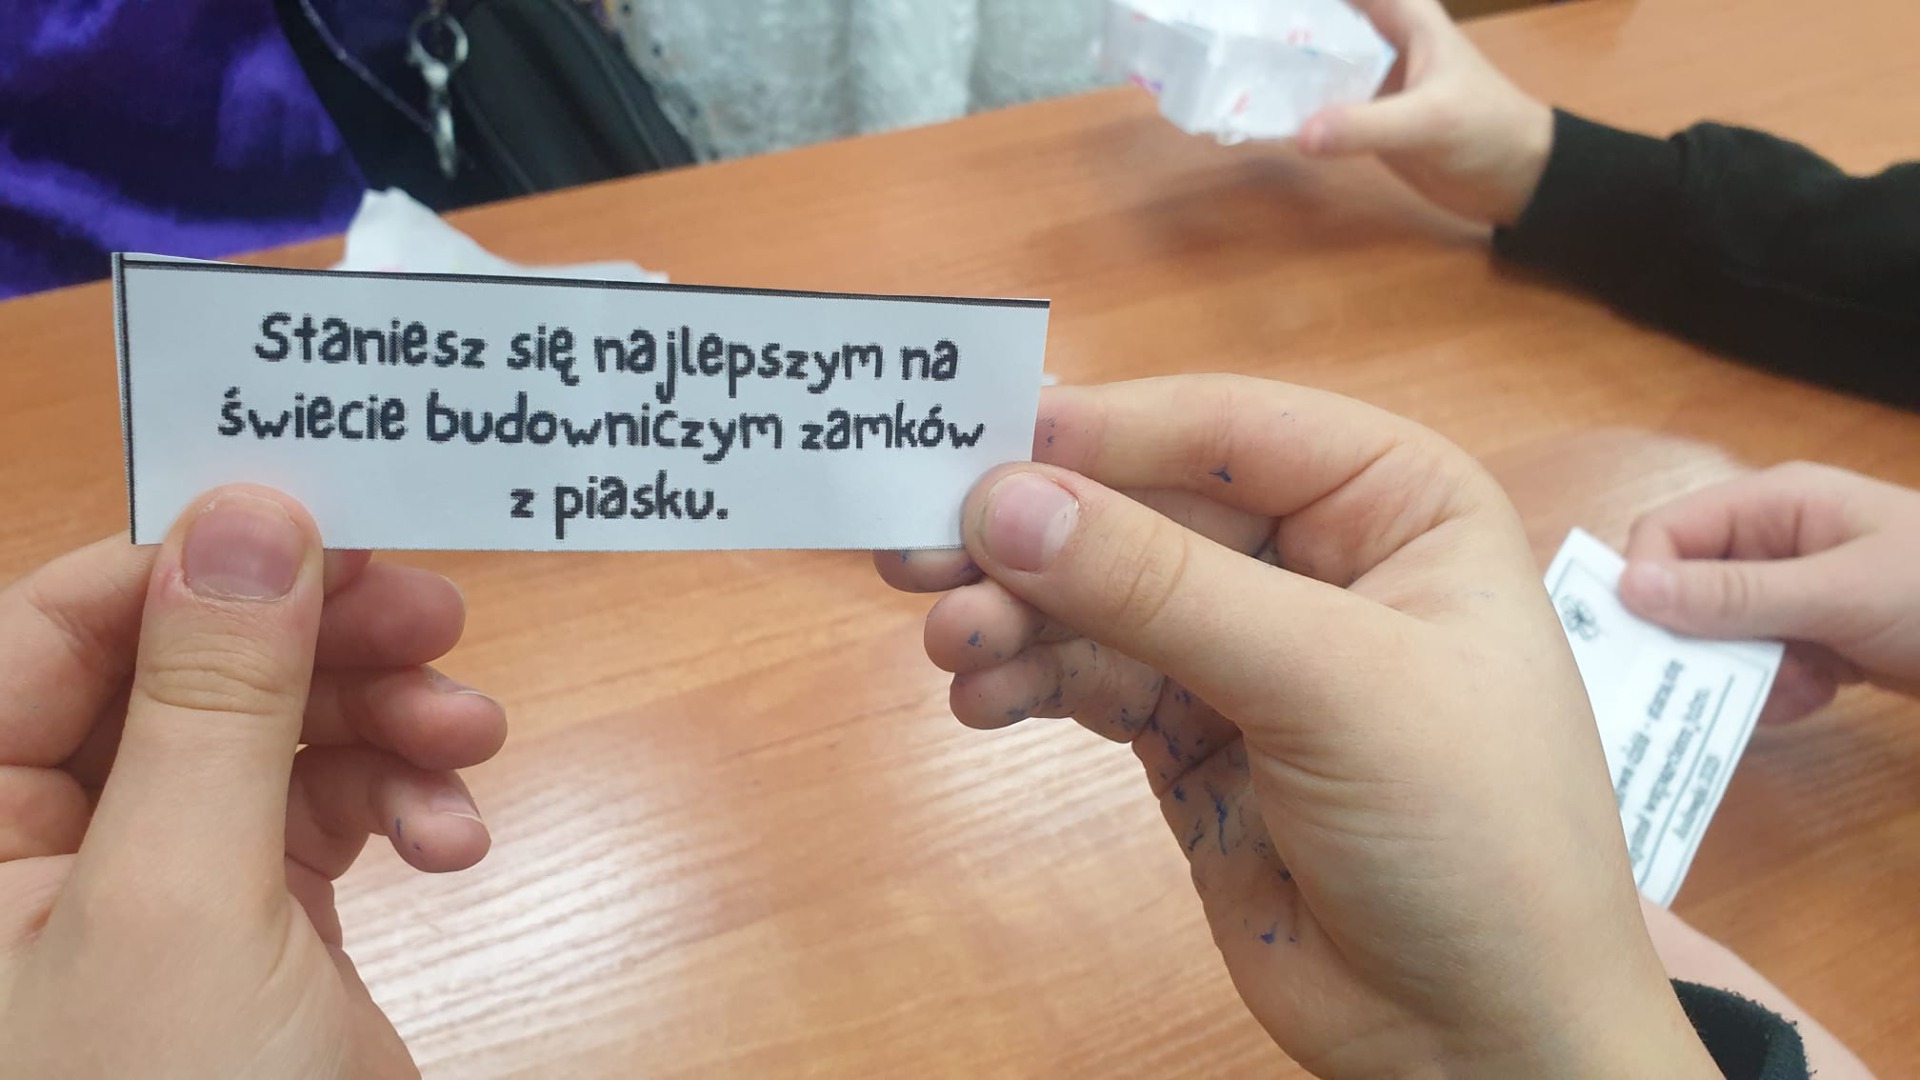 Staniesz się najlepszym na
świecie budowniczym zamków
z piasku.